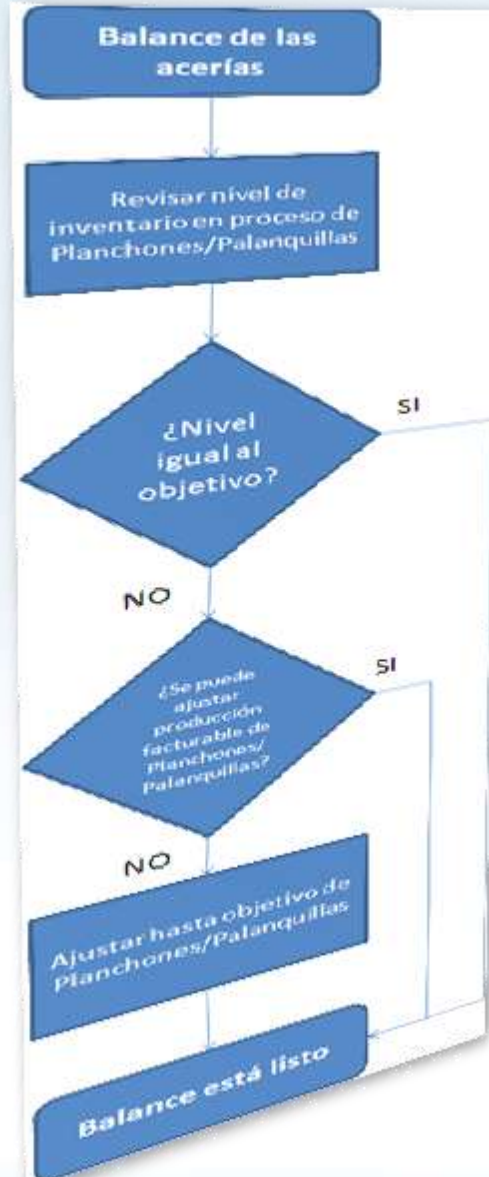 Balance de las
acerías
Revisar nivel de
inventario en proceso de
Planchones/Palanquillas
¿Nivel
igual al
objetivo?
SI
NO
¿Se puede
ajustar
producción
facturable de
Planchones/
Palanquillas?
SI
NO
Ajustar hasta objetivo de
Planchones/Palanquillas
Balance está listo